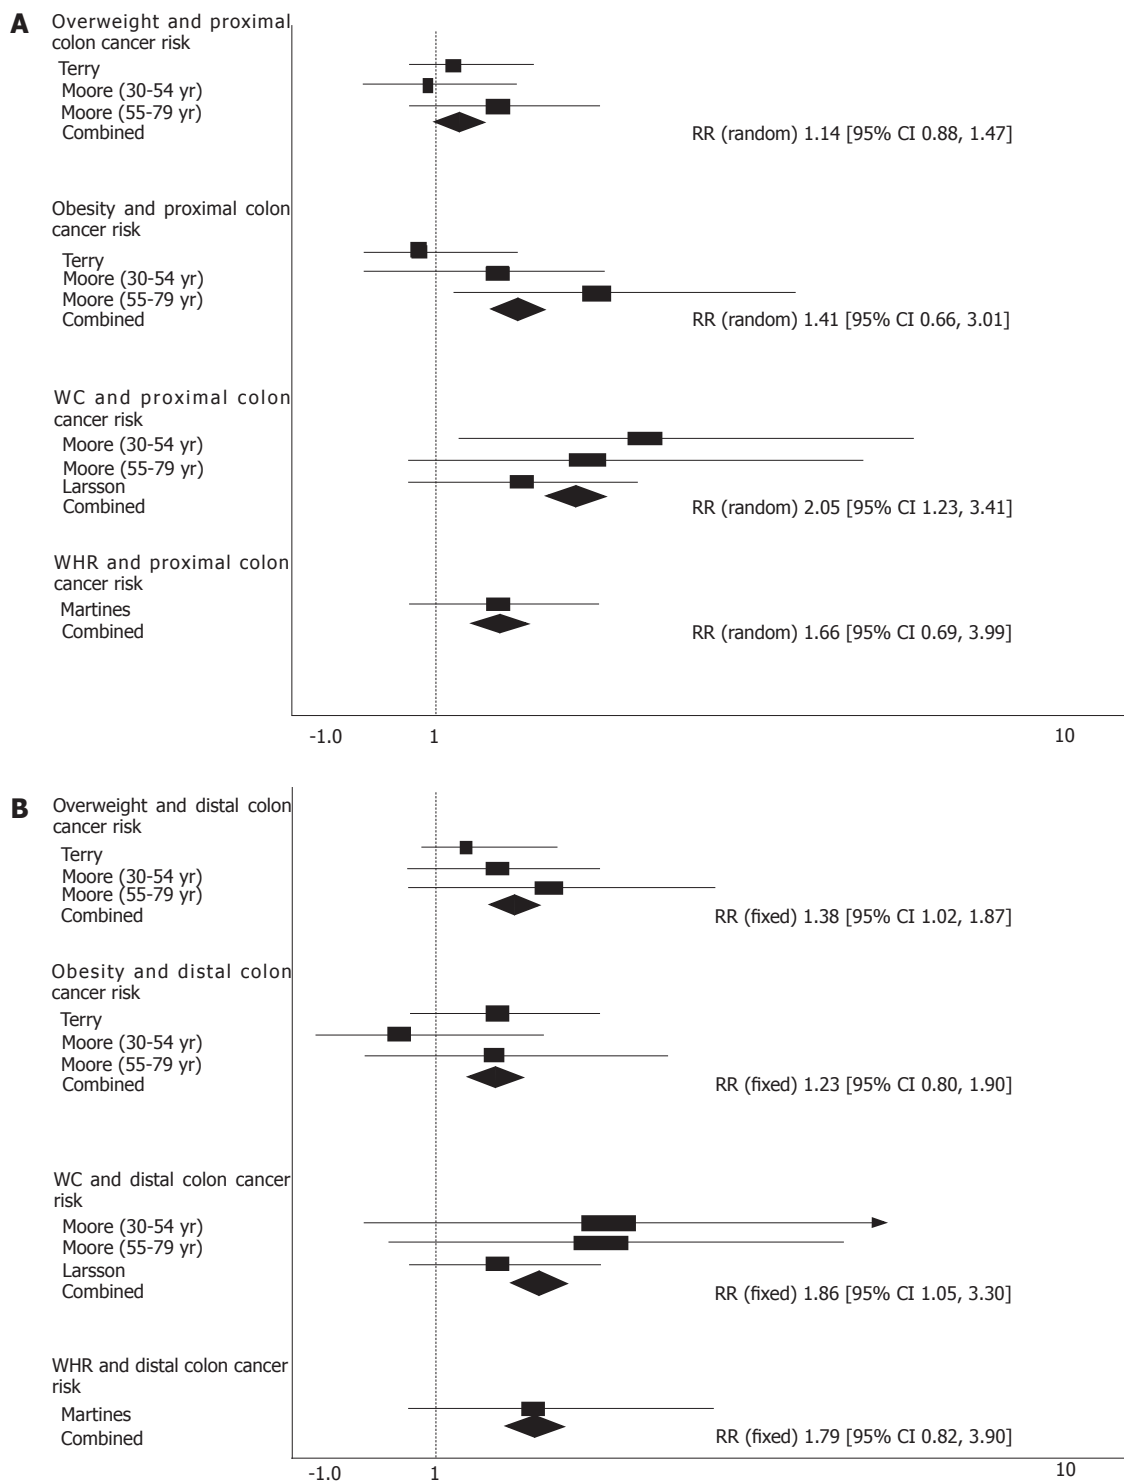 A
Overweight and proximal
colon cancer risk
Terry
Moore (30-54 yr)
Moore (55-79 yr)
Combined
RR (random) 1.14 [95% CI 0.88, 1.47]
Obesity and proximal colon
cancer risk
Terry
Moore (30-54 yr)
Moore (55-79 yr)
Combined
RR (random) 1.41 [95% CI 0.66, 3.01]
WC and proximal colon
cancer risk
Moore (30-54 yr)
Moore (55-79 yr)
Larsson
Combined
RR (random) 2.05 [95% CI 1.23, 3.41]
WHR and proximal colon
cancer risk
Martines
Combined
RR (random) 1.66 [95% CI 0.69, 3.99]
-1.0 1 10
B
Overweight and distal colon
cancer risk
Terry
Moore (30-54 yr)
Moore (55-79 yr)
Combined
RR (fixed) 1.38 [95% CI 1.02, 1.87]
Obesity and distal colon
cancer risk
Terry
Moore (30-54 yr)
Moore (55-79 yr)
Combined
RR (fixed) 1.23 [95% CI 0.80, 1.90]
WC and distal colon cancer
risk
Moore (30-54 yr)
Moore (55-79 yr)
Larsson
Combined
RR (fixed) 1.86 [95% CI 1.05, 3.30]
WHR and distal colon cancer
risk
Martines
Combined
RR (fixed) 1.79 [95% CI 0.82, 3.90]
-1.0 1 10